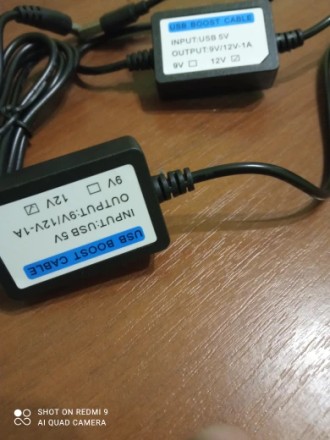 USB BOOST CABLE
INPUT:USB 5V
OUTPUT:9V/12V-1A
9V☐ 12V☑
USB BOOST CABLE
INPUT:USB 5V
OUTPUT:9V/12V-1A
9V☐ 12V☑
SHOT ON REDMI 9
AI QUAD CAMERA